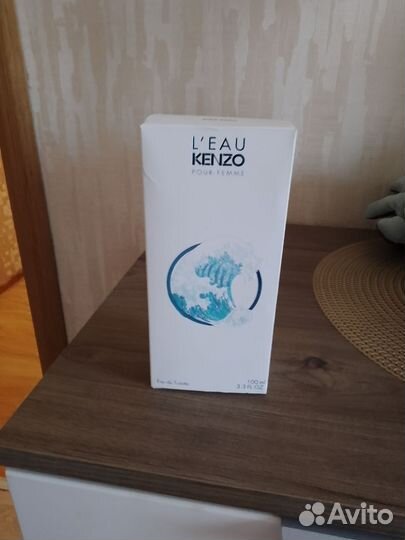 L'EAU
KENZO
POUR FEMME
Eau de Toilette
100 ml
3.3 FL.OZ
Avito